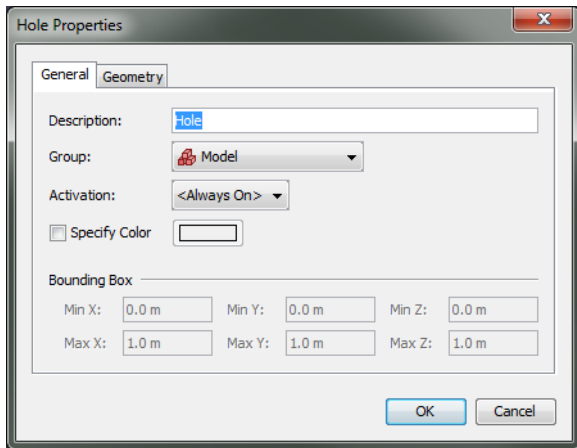 Hole Properties
General Geometry
Description: Hole
Group: Model
Activation: <Always On>
Specify Color
Bounding Box
Min X: 0.0 m Min Y: 0.0 m Min Z: 0.0 m
Max X: 1.0 m Max Y: 1.0 m Max Z: 1.0 m
OK Cancel